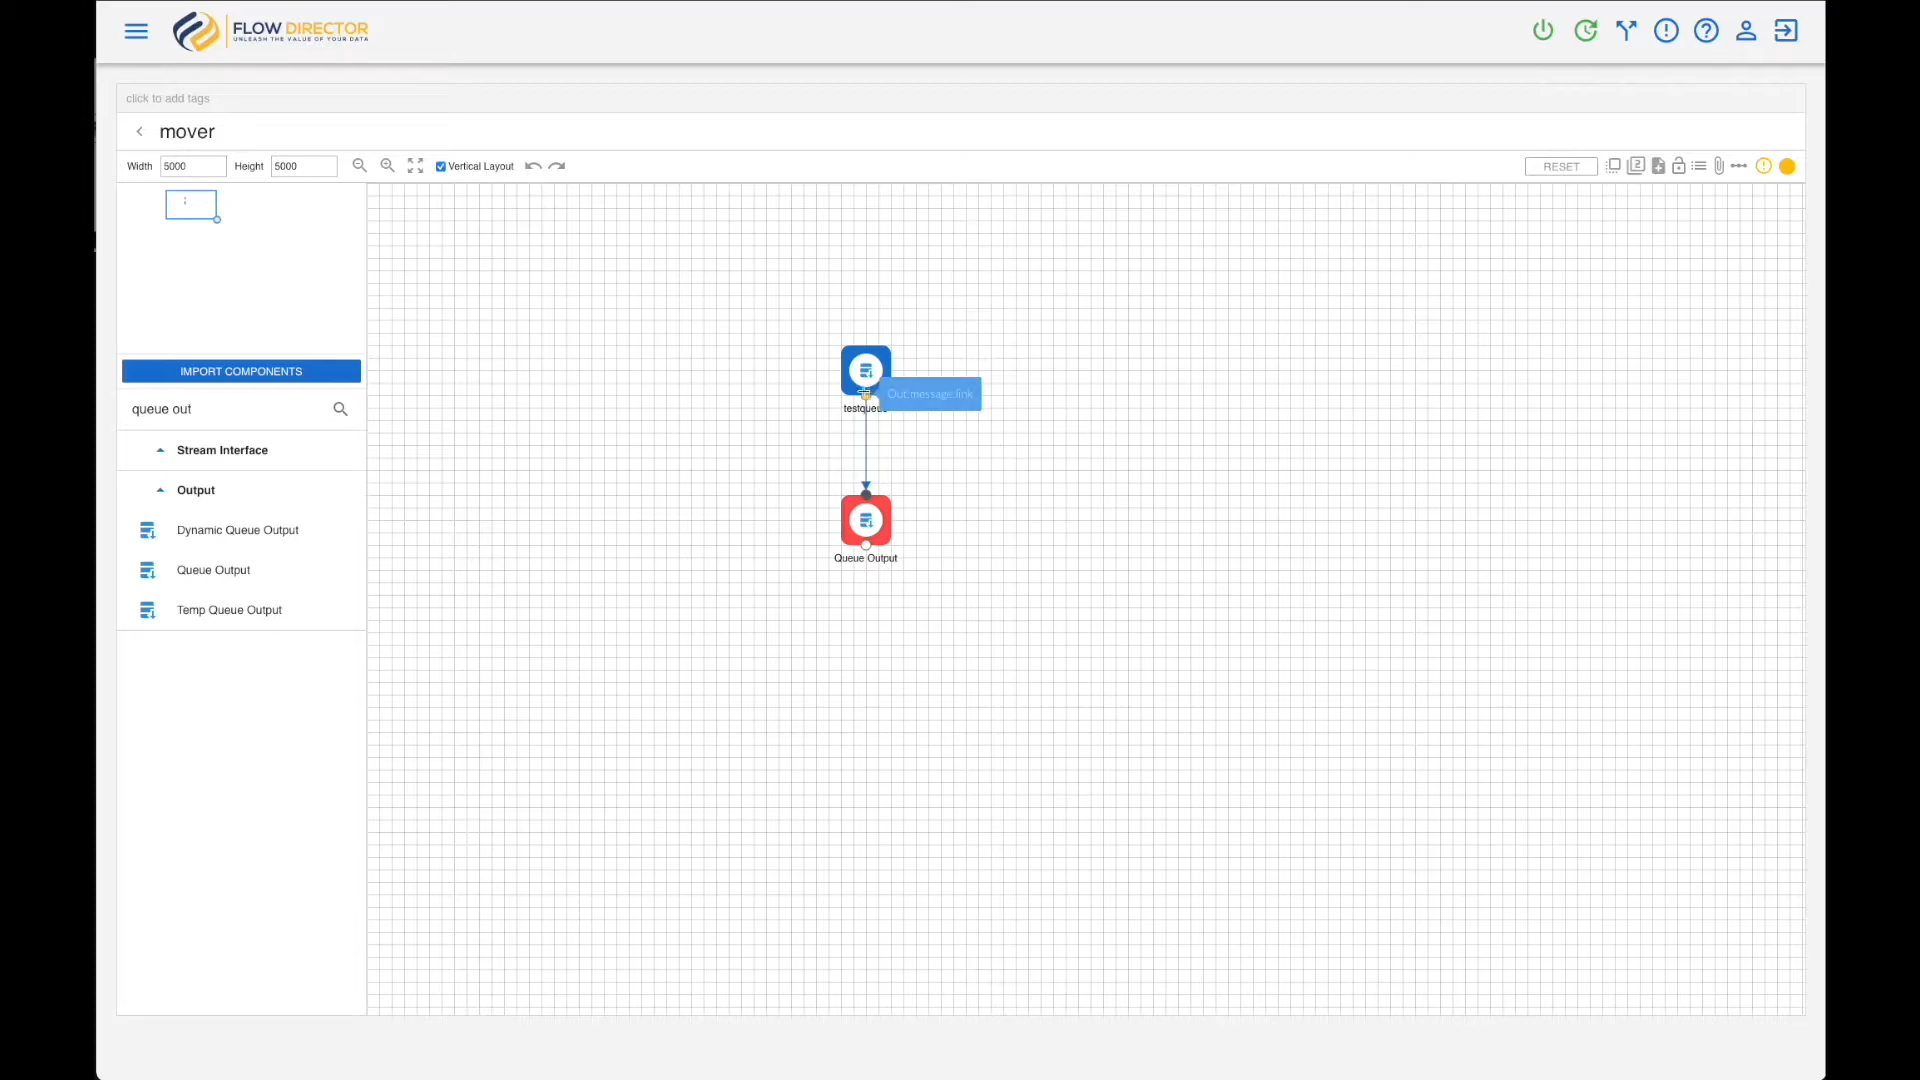 FLOW DIRECTOR
UNLEASH THE VALUE OF YOUR DATA
click to add tags
mover
Width 5000 Height 5000 Vertical Layout RESET
IMPORT COMPONENTS
queue out
Stream Interface
Output
Dynamic Queue Output
Queue Output
Temp Queue Output
Out:message:link
testqueue
Queue Output